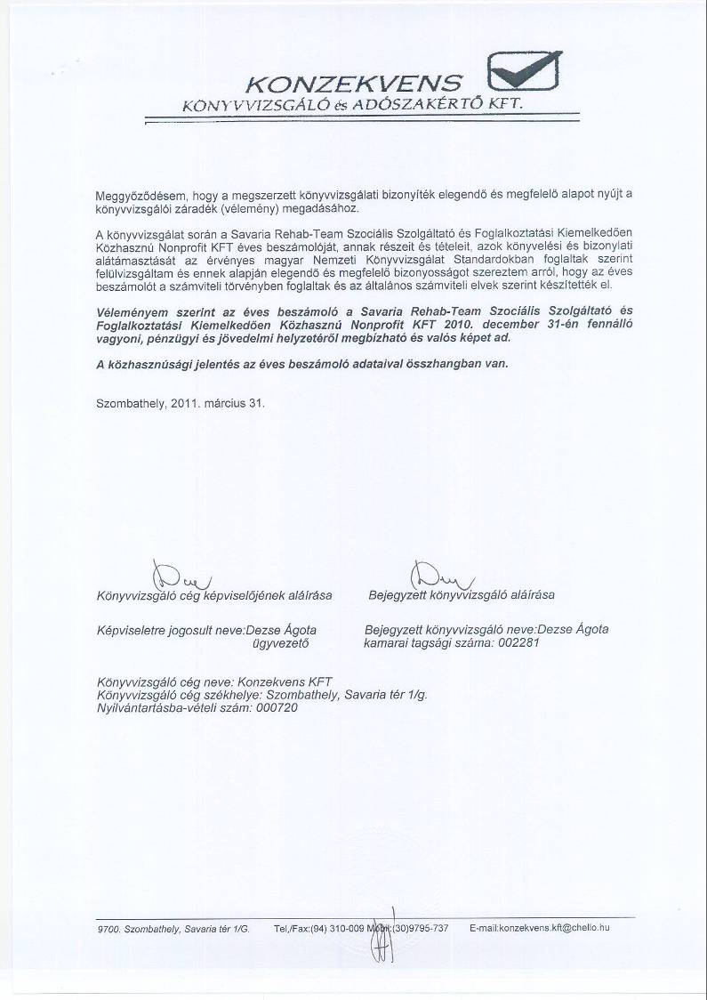 KONZEKVENS
KÖNYVVIZSGÁLÓ és ADÓSZAKÉRTŐ KFT.
Meggyőződésem, hogy a megszerzett könyvvizsgálati bizonyíték elegendő és megfelelő alapot nyújt a
könyvvizsgálói záradék (vélemény) megadásához.
A könyvvizsgálat során a Savaria Rehab-Team Szociális Szolgáltató és Foglalkoztatási Kiemelkedően
Közhasznú Nonprofit KFT éves beszámolóját, annak részeit és tételeit, azok könyvelési és bizonylati
alátámasztását az érvényes magyar Nemzeti Könyvvizsgálat Standardokban foglaltak szerint
felülvizsgáltam és ennek alapján elegendő és megfelelő bizonyosságot szereztem arról, hogy az éves
beszámolót a számviteli törvényben foglaltak és az általános számviteli elvek szerint készítették el.
Véleményem szerint az éves beszámoló a Savaria Rehab-Team Szociális Szolgáltató és
Foglalkoztatási Kiemelkedően Közhasznú Nonprofit KFT 2010. december 31-én fennálló
vagyoni, pénzügyi és jövedelmi helyzetéről megbízható és valós képet ad.
A közhasznúsági jelentés az éves beszámoló adataival összhangban van.
Szombathely, 2011. március 31.
Könyvvizsgáló cég képviselőjének aláírása Bejegyzett könyvvizsgáló aláírása
Képviseletre jogosult neve:Dezse Ágota Bejegyzett könyvvizsgáló neve:Dezse Ágota
ügyvezető kamarai tagsági száma: 002281
Könyvvizsgáló cég neve: Konzekvens KFT
Könyvvizsgáló cég székhelye: Szombathely, Savaria tér 1/g.
Nyilvántartásba-vételi szám: 000720
9700. Szombathely, Savaria tér 1/G. Tel,/Fax:(94) 310-009 Mobil:(30)9795-737 E-mail:konzekvens.kft@chello.hu